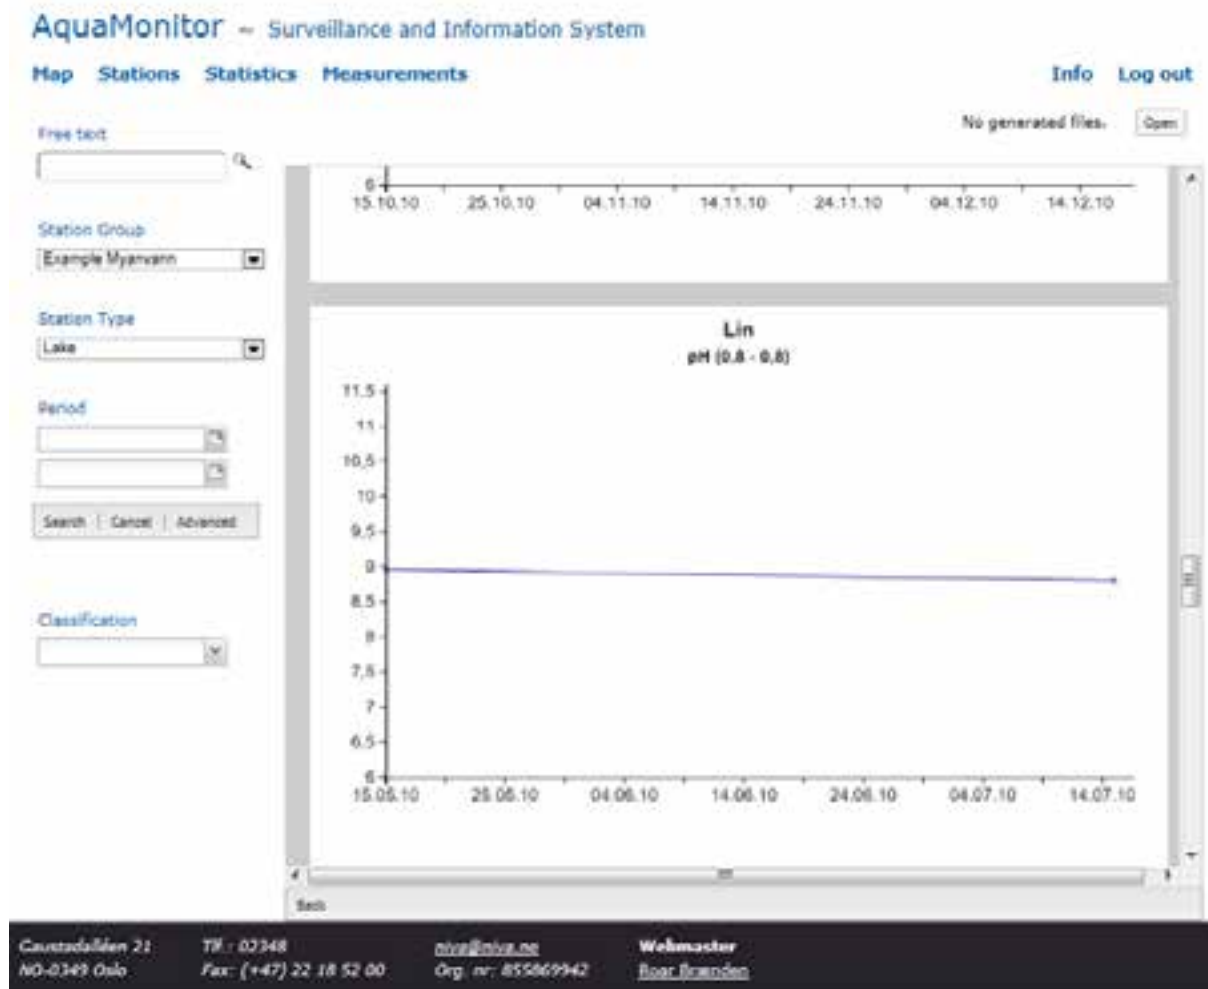 AquaMonitor ~ Surveillance and Information System
Map Stations Statistics Measurements Info Log out
No generated files. Open
Free text
6
15.10.10 25.10.10 04.11.10 14.11.10 24.11.10 04.12.10 14.12.10
Station Group
Example Myanvann
Station Type
Lake
Lin
pH (0,8 - 0,8)
Period
11,5
11
10,5
10
9,5
9
8,5
8
7,5
7
6,5
6
Search | Cancel | Advanced
Classification
15.05.10 25.05.10 04.06.10 14.06.10 24.06.10 04.07.10 14.07.10
Back
Gaustadalléen 21 Tlf.: 02348 niva@niva.no Webmaster
NO-0349 Oslo Fax: (+47) 22 18 52 00 Org. nr: 855869942 Roar Brænden